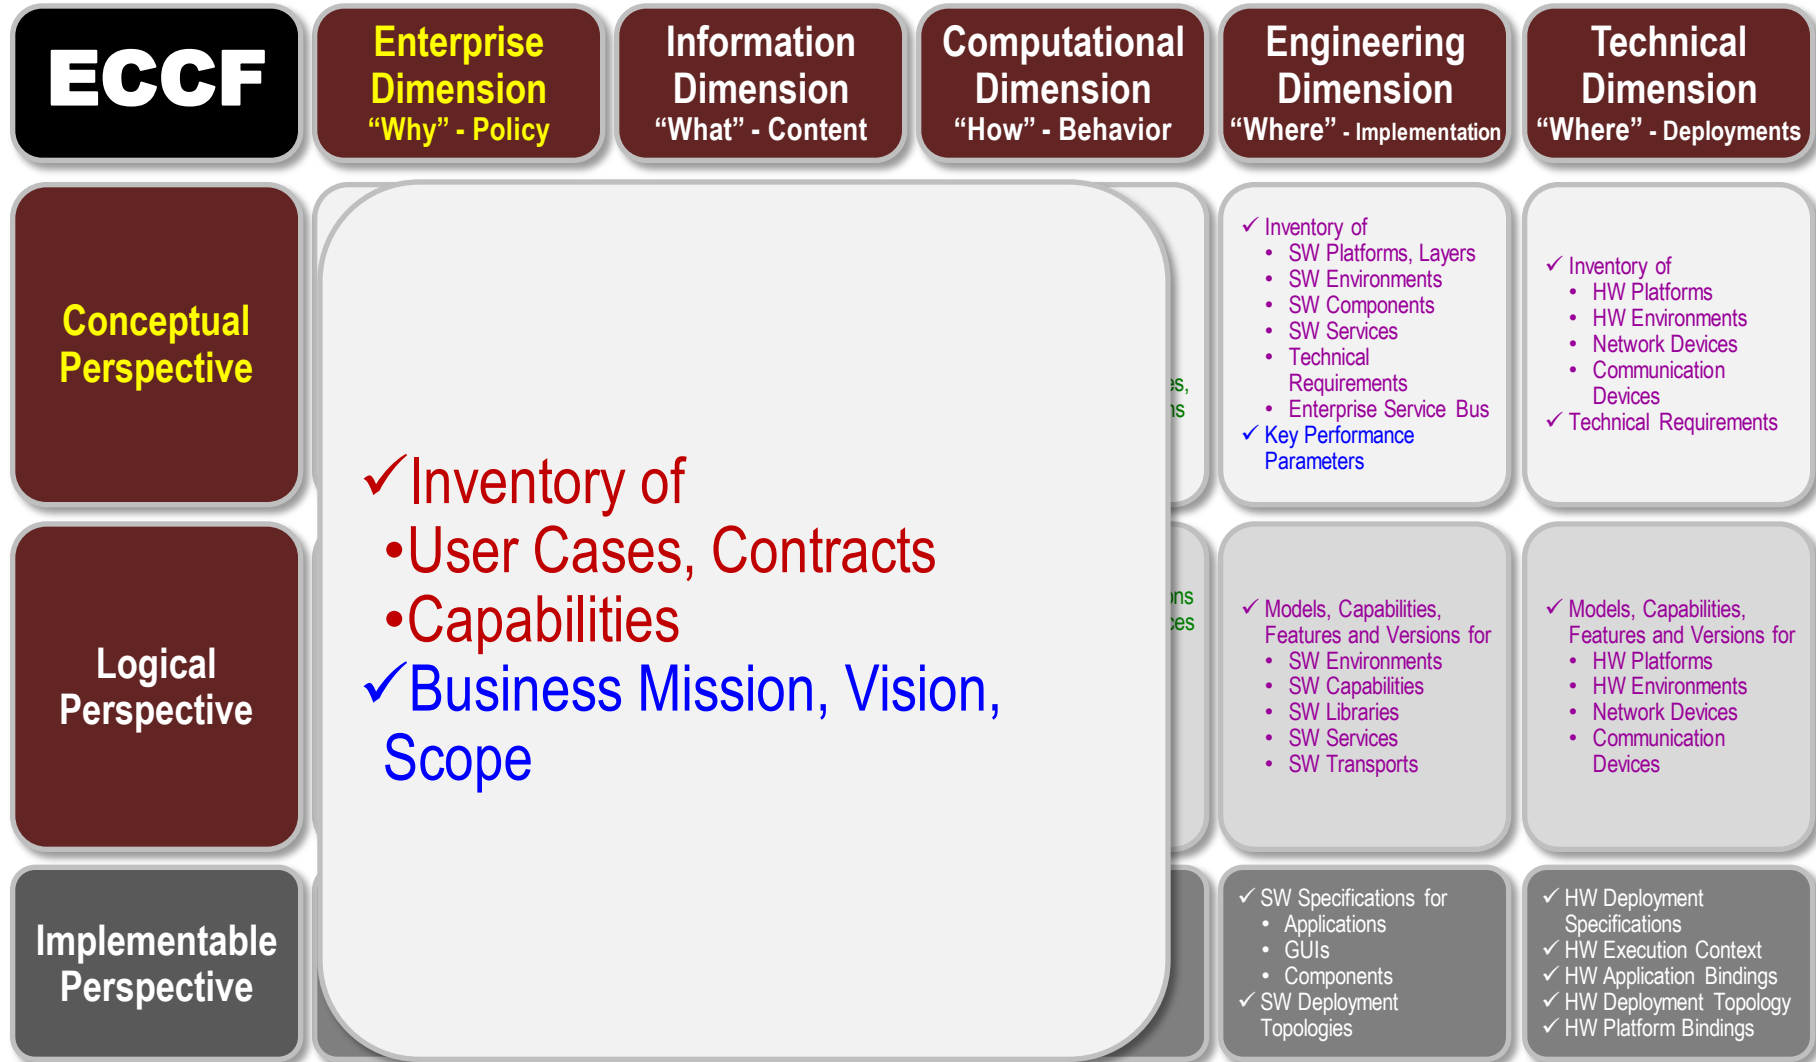 ECCF
Enterprise
Dimension
“Why” - Policy
Information
Dimension
“What” - Content
Computational
Dimension
“How” - Behavior
Engineering
Dimension
“Where” - Implementation
Technical
Dimension
“Where” - Deployments
Conceptual
Perspective
✓Inventory of
•User Cases, Contracts
•Capabilities
✓Business Mission, Vision,
Scope
✓ Inventory of
• SW Platforms, Layers
• SW Environments
• SW Components
• SW Services
• Technical
Requirements
• Enterprise Service Bus
✓ Key Performance
Parameters
✓ Inventory of
• HW Platforms
• HW Environments
• Network Devices
• Communication
Devices
✓ Technical Requirements
Logical
Perspective
✓ Models, Capabilities,
Features and Versions for
• SW Environments
• SW Capabilities
• SW Libraries
• SW Services
• SW Transports
✓ Models, Capabilities,
Features and Versions for
• HW Platforms
• HW Environments
• Network Devices
• Communication
Devices
Implementable
Perspective
✓ SW Specifications for
• Applications
• GUIs
• Components
✓ SW Deployment
Topologies
✓ HW Deployment
Specifications
✓ HW Execution Context
✓ HW Application Bindings
✓ HW Deployment Topology
✓ HW Platform Bindings